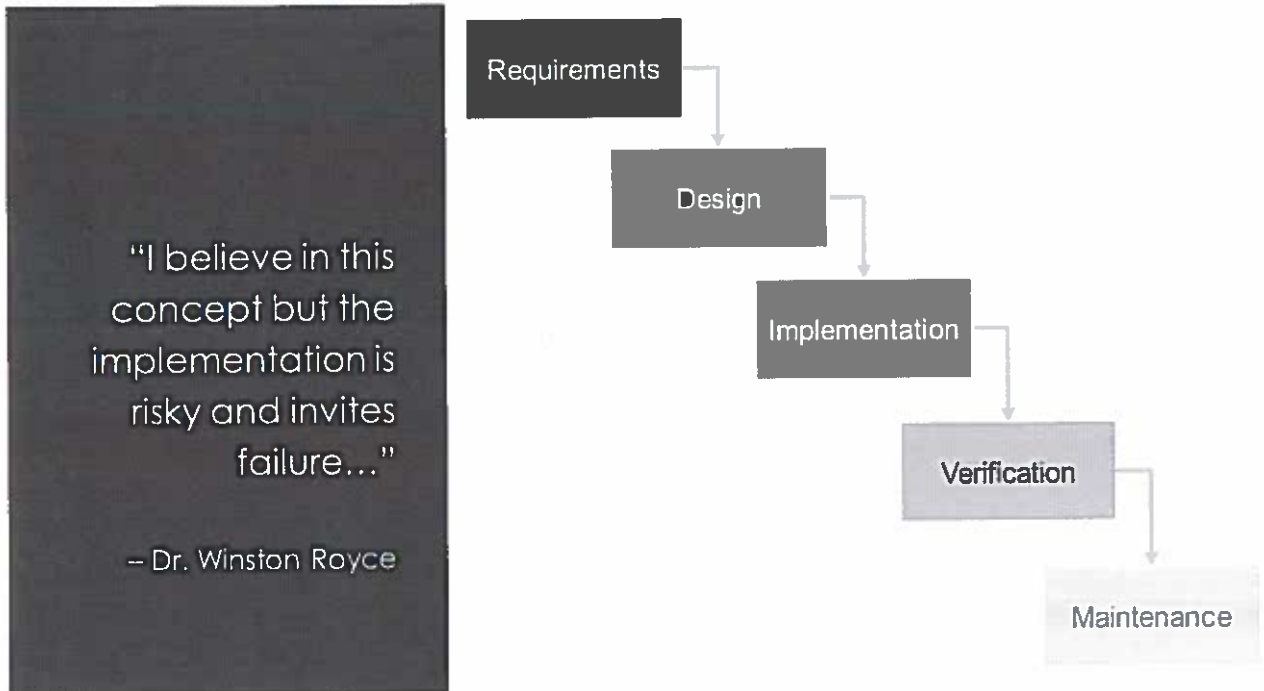 "I believe in this
concept but the
implementation is
risky and invites
failure..."
– Dr. Winston Royce
Requirements
Design
Implementation
Verification
Maintenance